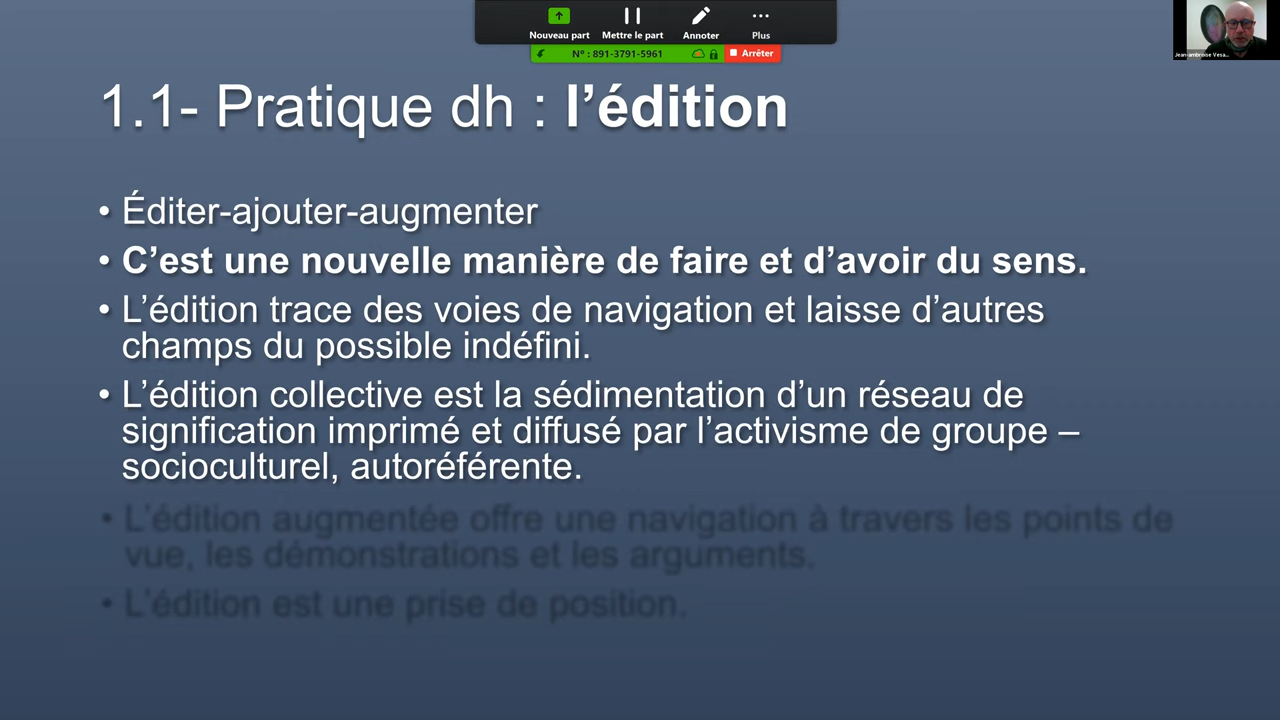 Nouveau part
Mettre le part
Annoter
Plus
N° : 891-3791-5961
Arrêter
1.1- Pratique dh : l’édition
• Éditer-ajouter-augmenter
• C’est une nouvelle manière de faire et d’avoir du sens.
• L’édition trace des voies de navigation et laisse d’autres
champs du possible indéfini.
• L’édition collective est la sédimentation d’un réseau de
signification imprimé et diffusé par l’activisme de groupe –
socioculturel, autoréférente.
• L’édition augmentée offre une navigation à travers les points de
vue, les démonstrations et les arguments.
• L’édition est une prise de position.